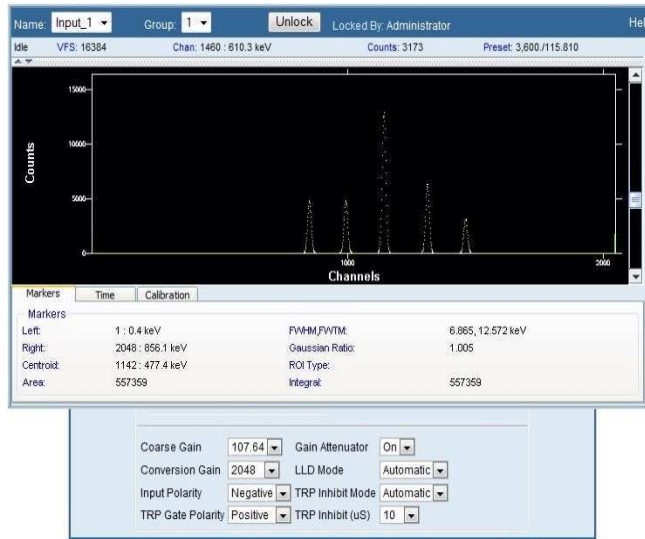 Name: Input_1 Group: 1 Unlock Locked By: Administrator Hel
Idle VFS: 16384 Chan: 1460 : 610.3 keV Counts: 3173 Preset: 3,600./115.810
15000
10000
5000
0
Counts
1000 2000
Channels
Markers Time Calibration
Markers
Left: 1 : 0.4 keV FWHM,FWTM: 6.865, 12.572 keV
Right: 2048 : 856.1 keV Gaussian Ratio: 1.005
Centroid: 1142 : 477.4 keV ROI Type:
Area: 557359 Integral: 557359
Coarse Gain 107.64 Gain Attenuator On
Conversion Gain 2048 LLD Mode Automatic
Input Polarity Negative TRP Inhibit Mode Automatic
TRP Gate Polarity Positive TRP Inhibit (uS) 10